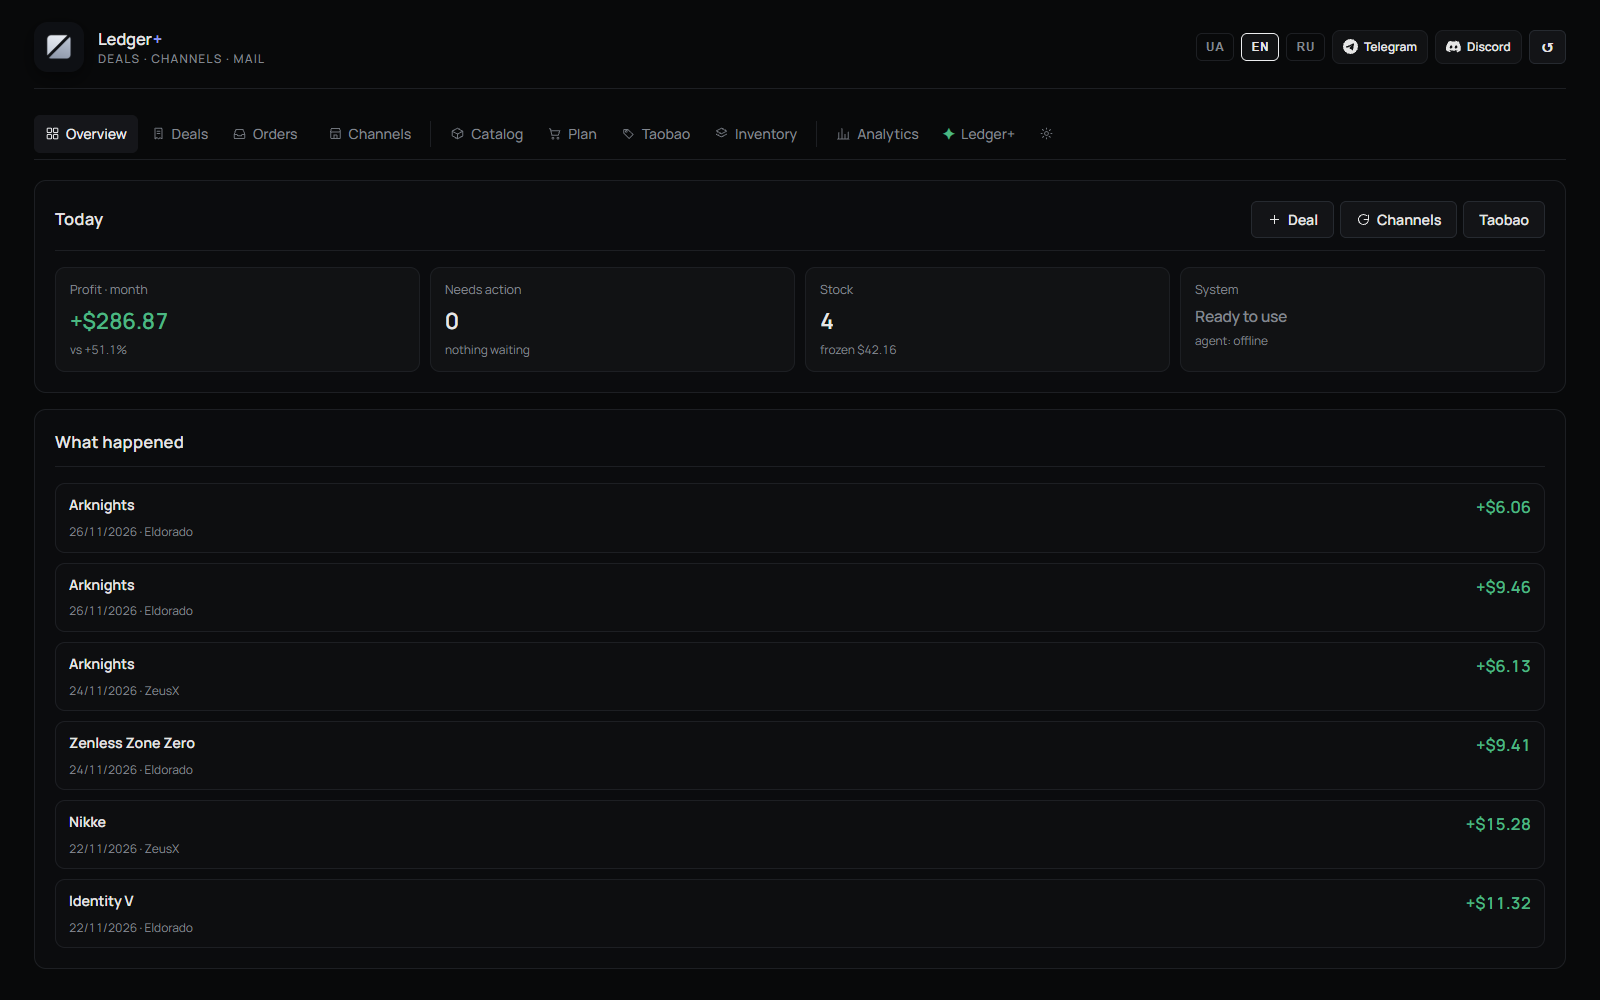 Ledger+
DEALS · CHANNELS · MAIL
UA
EN
RU
Telegram
Discord
Overview
Deals
Orders
Channels
Catalog
Plan
Taobao
Inventory
Analytics
Ledger+
Today
+ Deal
Channels
Taobao
Profit · month
+$286.87
vs +51.1%
Needs action
0
nothing waiting
Stock
4
frozen $42.16
System
Ready to use
agent: offline
What happened
Arknights
+$6.06
26/11/2026 · Eldorado
Arknights
+$9.46
26/11/2026 · Eldorado
Arknights
+$6.13
24/11/2026 · ZeusX
Zenless Zone Zero
+$9.41
24/11/2026 · Eldorado
Nikke
+$15.28
22/11/2026 · ZeusX
Identity V
+$11.32
22/11/2026 · Eldorado